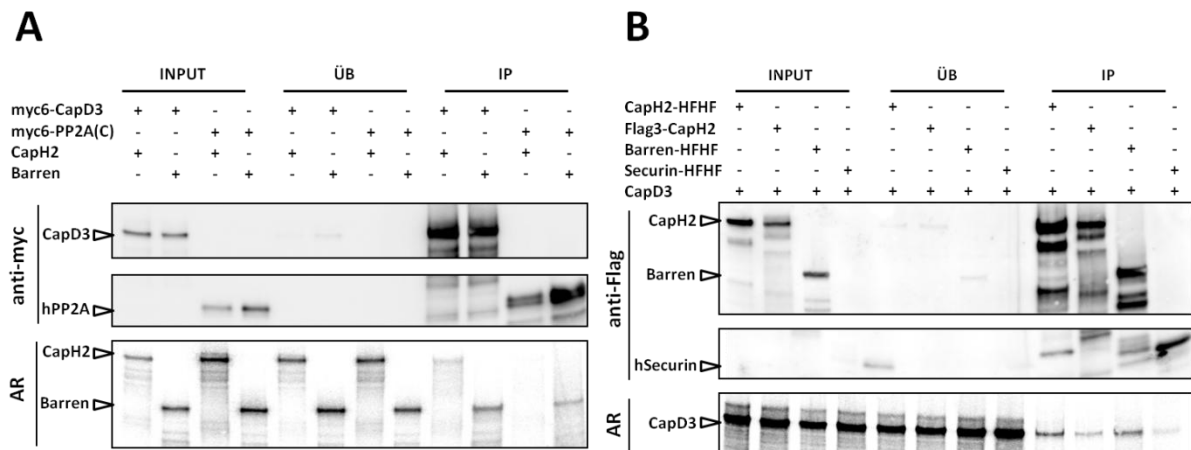 A
INPUT ÜB IP
myc6-CapD3 + + - - + + - - + + - -
myc6-PP2A(C) - - + + - - + + - - + +
CapH2 + - + - + - + - + - + -
Barren - + - + - + - + - + - +
anti-myc
CapD3
hPP2A
AR
CapH2
Barren
B
INPUT ÜB IP
CapH2-HFHF + - - - + - - - + - - -
Flag3-CapH2 - + - - - + - - - + - -
Barren-HFHF - - + - - - + - - - + -
Securin-HFHF - - - + - - - + - - - +
CapD3 + + + + + + + + + + + +
anti-Flag
CapH2
Barren
hSecurin
AR
CapD3